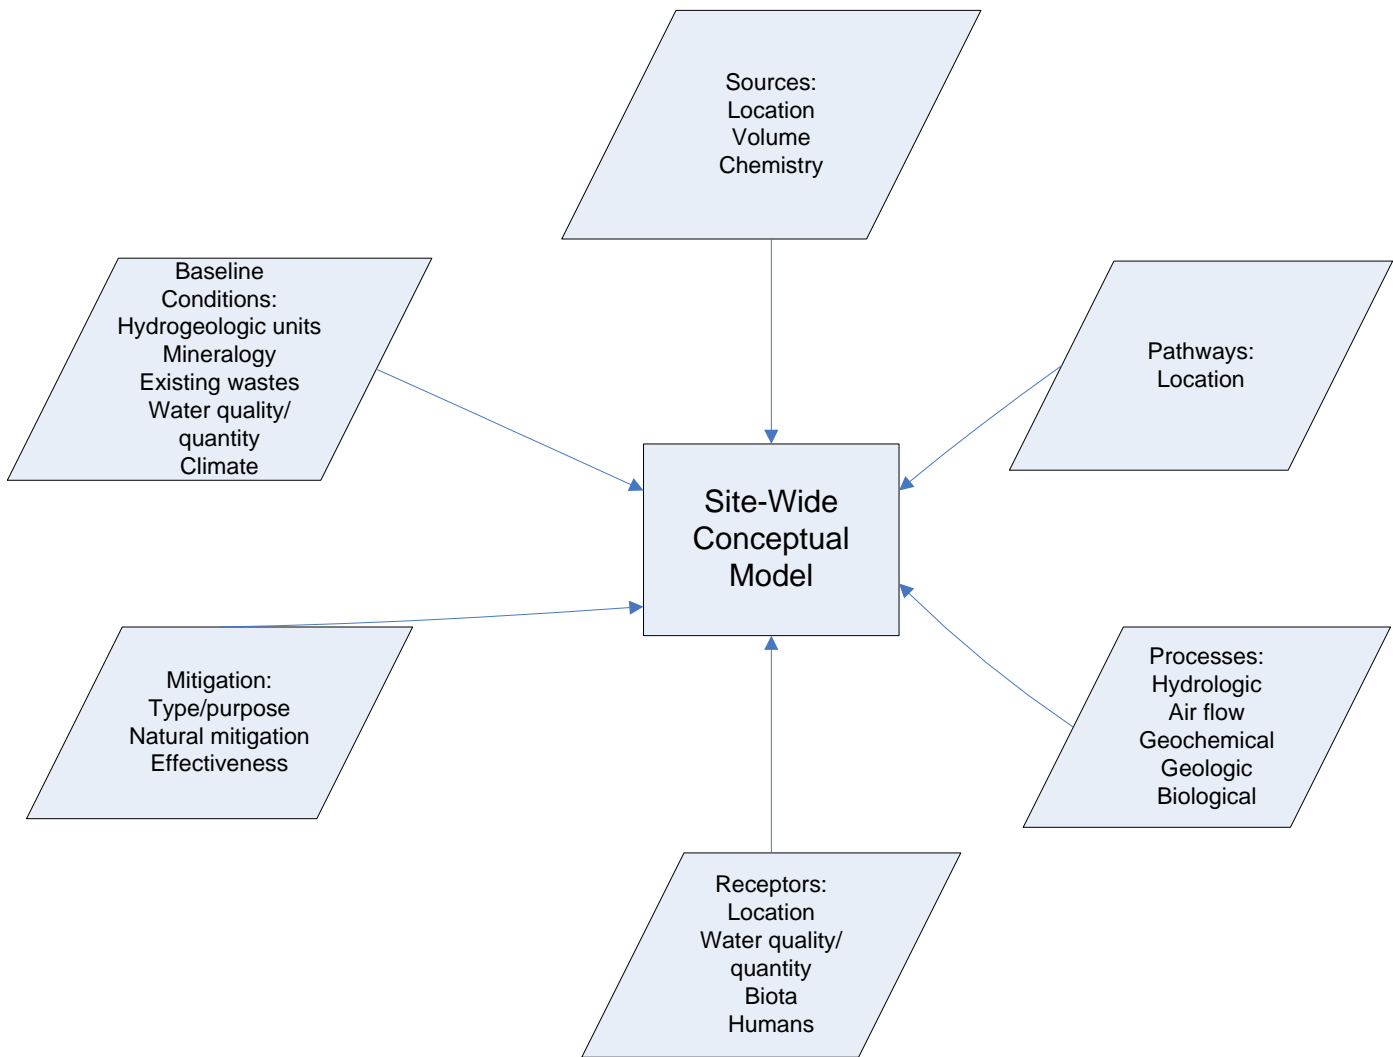 Sources:
Location
Volume
Chemistry
Baseline
Conditions:
Hydrogeologic units
Mineralogy
Existing wastes
Water quality/
quantity
Climate
Pathways:
Location
Site-Wide
Conceptual
Model
Mitigation:
Type/purpose
Natural mitigation
Effectiveness
Processes:
Hydrologic
Air flow
Geochemical
Geologic
Biological
Receptors:
Location
Water quality/
quantity
Biota
Humans